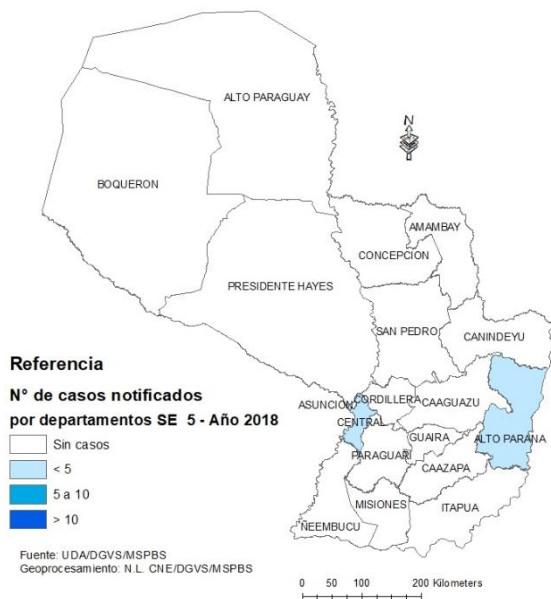 ALTO PARAGUAY
N
BOQUERON
AMAMBAY
CONCEPCION
PRESIDENTE HAYES
SAN PEDRO
CANINDEYU
Referencia
N° de casos notificados
por departamentos SE 5 - Año 2018
Sin casos
< 5
5 a 10
> 10
ASUNCION
CORDILLERA
CAAGUAZU
CENTRAL
GUAIRA
ALTO PARANA
PARAGUARI
CAAZAPA
MISIONES
ITAPUA
ÑEEMBUCU
Fuente: UDA/DGVS/MSPBS
Geoprocesamiento: N.L. CNE/DGVS/MSPBS
0 50 100 200 Kilometers